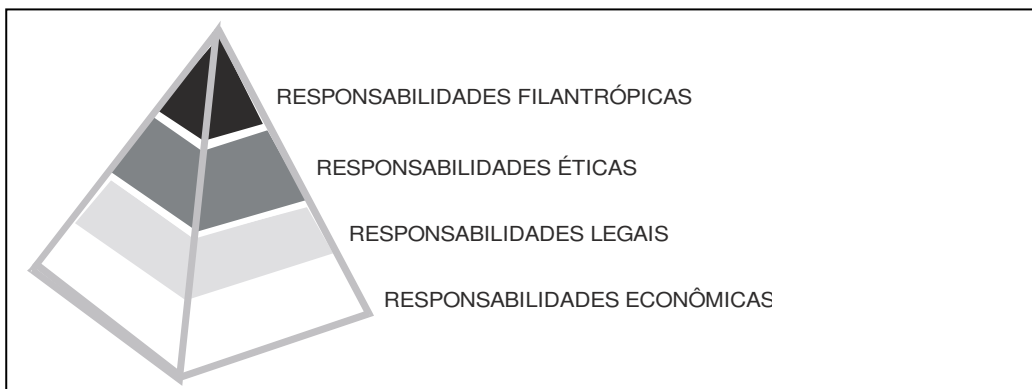 RESPONSABILIDADES FILANTRÓPICAS
RESPONSABILIDADES ÉTICAS
RESPONSABILIDADES LEGAIS
RESPONSABILIDADES ECONÔMICAS